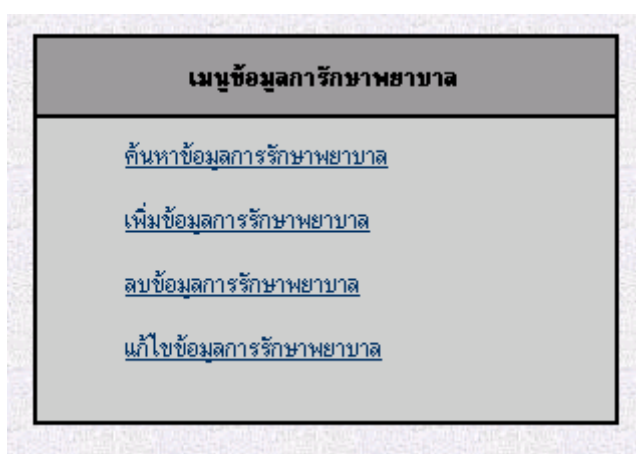 เมนูข้อมูลการักษาพยาบาล
ค้นหาข้อมูลการรักษาพยาบาล
เพิ่มข้อมูลการรักษาพยาบาล
ลบข้อมูลการรักษาพยาบาล
แก้ไขข้อมูลการรักษาพยาบาล